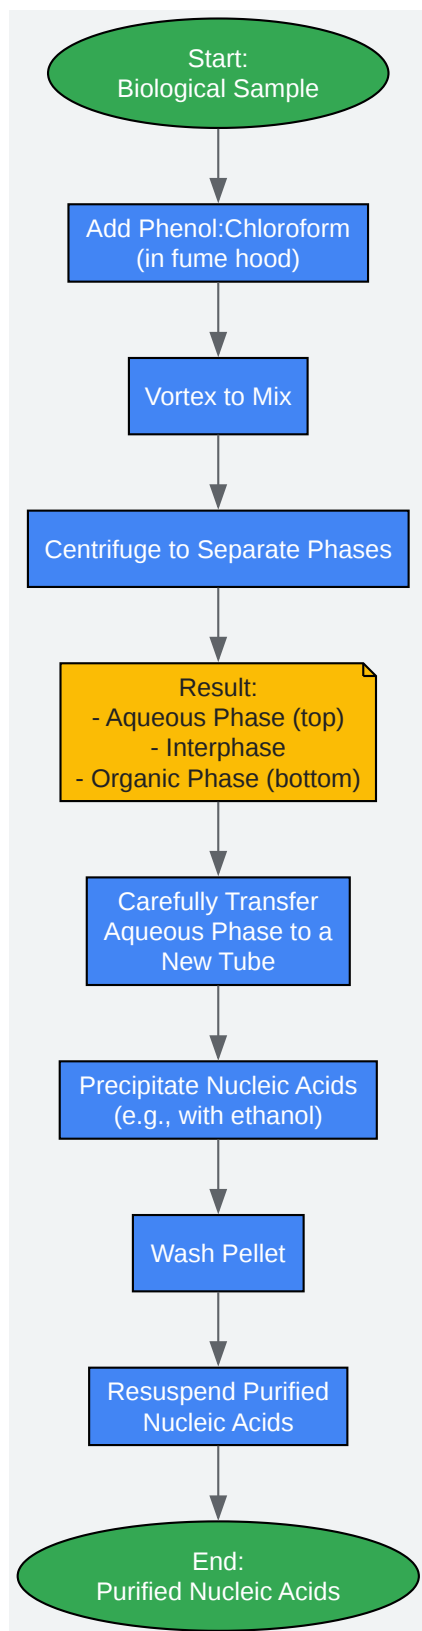 Start:
Biological Sample
Add Phenol:Chloroform
(in fume hood)
Vortex to Mix
Centrifuge to Separate Phases
Result:
- Aqueous Phase (top)
- Interphase
- Organic Phase (bottom)
Carefully Transfer
Aqueous Phase to a
New Tube
Precipitate Nucleic Acids
(e.g., with ethanol)
Wash Pellet
Resuspend Purified
Nucleic Acids
End:
Purified Nucleic Acids